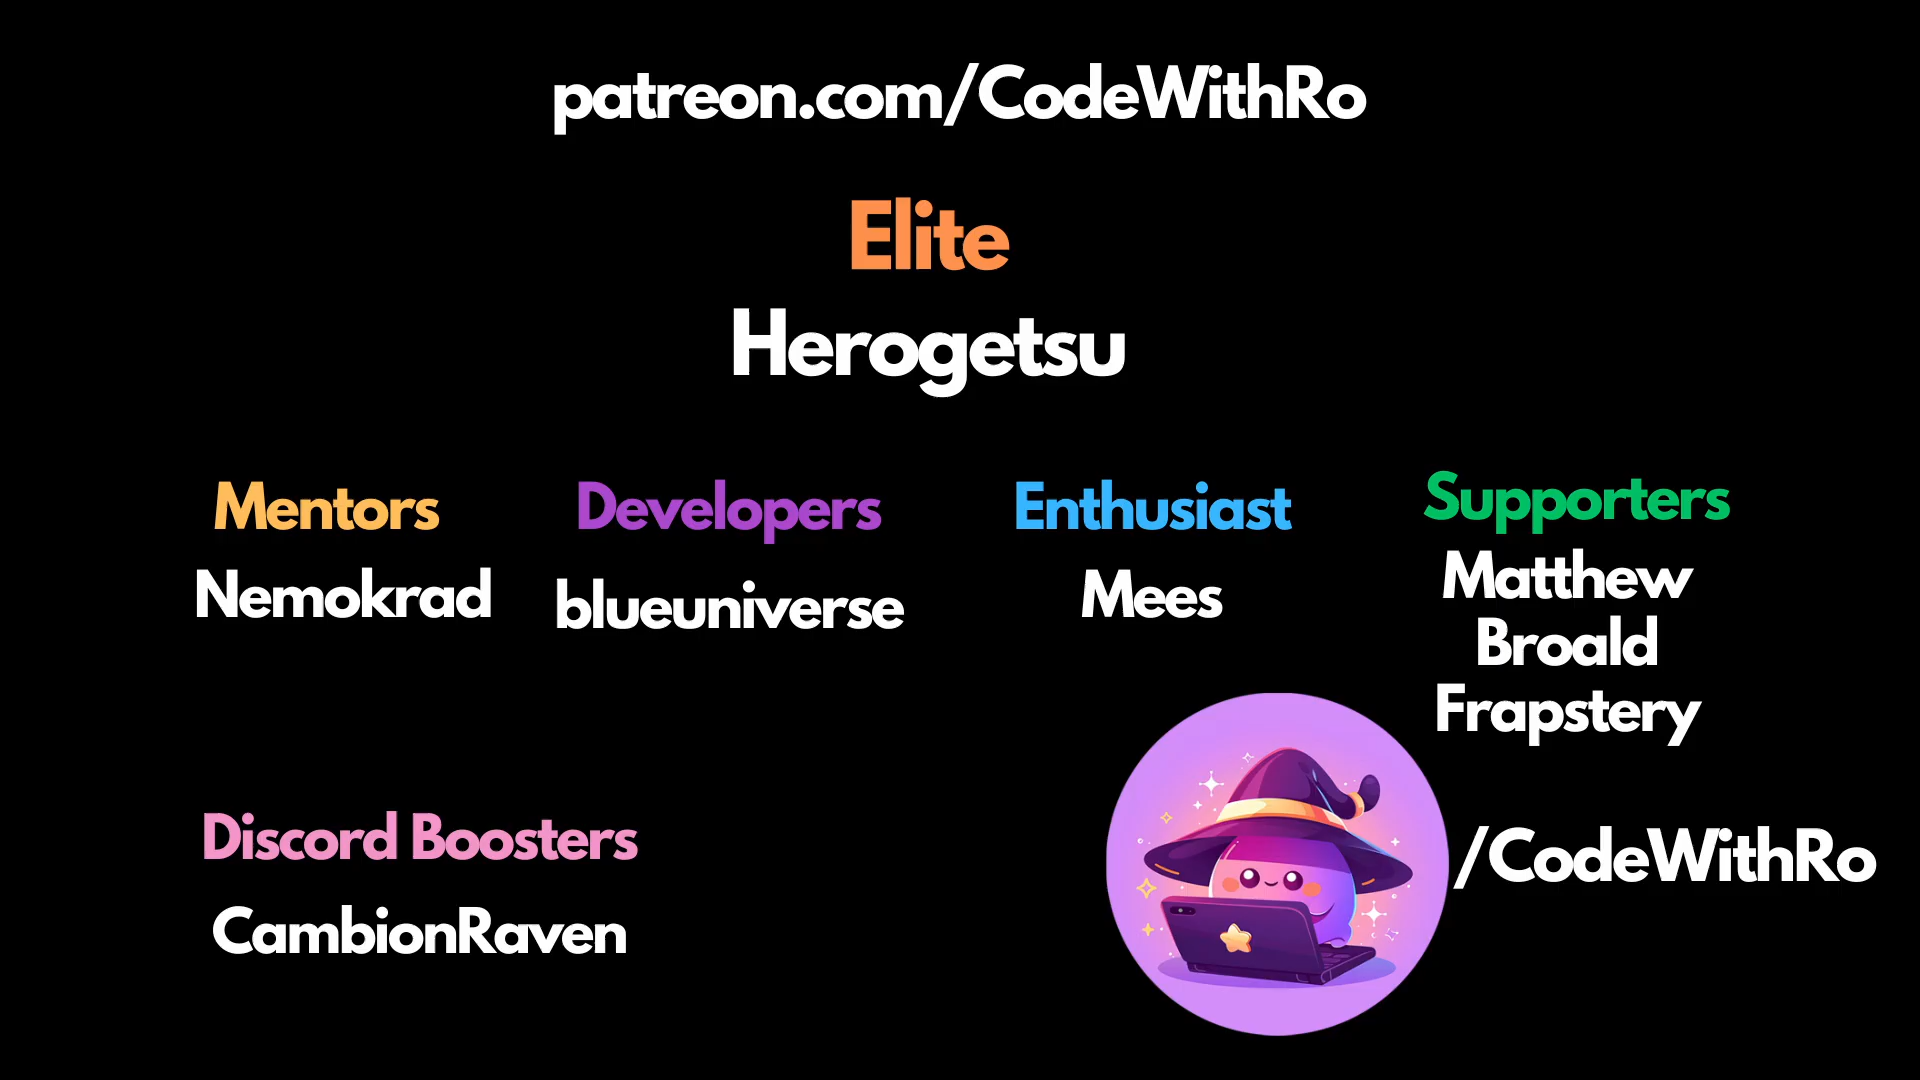 patreon.com/CodeWithRo
Elite
Herogetsu
Mentors
Nemokrad
Developers
blueuniverse
Enthusiast
Mees
Supporters
Matthew
Broald
Frapstery
Discord Boosters
CambionRaven
/CodeWithRo